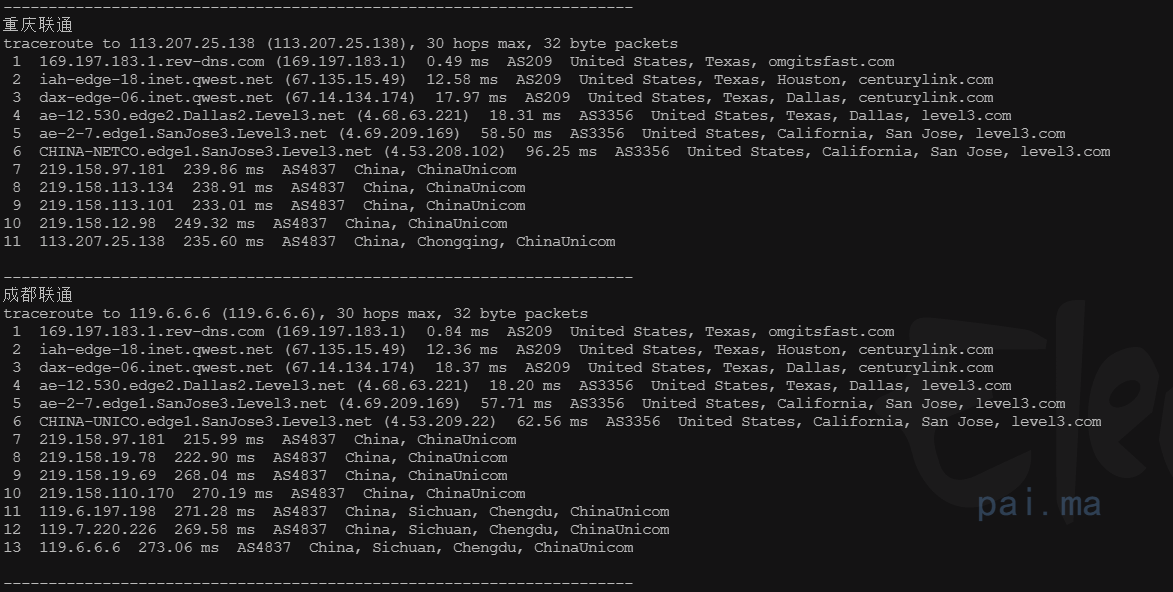 ----------------------------------------------------------------------
重庆联通
traceroute to 113.207.25.138 (113.207.25.138), 30 hops max, 32 byte packets
 1  169.197.183.1.rev-dns.com (169.197.183.1)  0.49 ms  AS209  United States, Texas, omgitsfast.com
 2  iah-edge-18.inet.qwest.net (67.135.15.49)  12.58 ms  AS209  United States, Texas, Houston, centurylink.com
 3  dax-edge-06.inet.qwest.net (67.14.134.174)  17.97 ms  AS209  United States, Texas, Dallas, centurylink.com
 4  ae-12.530.edge2.Dallas2.Level3.net (4.68.63.221)  18.31 ms  AS3356  United States, Texas, Dallas, level3.com
 5  ae-2-7.edge1.SanJose3.Level3.net (4.69.209.169)  58.50 ms  AS3356  United States, California, San Jose, level3.com
 6  CHINA-NETCO.edge1.SanJose3.Level3.net (4.53.208.102)  96.25 ms  AS3356  United States, California, San Jose, level3.com
 7  219.158.97.181  239.86 ms  AS4837  China, ChinaUnicom
 8  219.158.113.134  238.91 ms  AS4837  China, ChinaUnicom
 9  219.158.113.101  233.01 ms  AS4837  China, ChinaUnicom
10  219.158.12.98  249.32 ms  AS4837  China, ChinaUnicom
11  113.207.25.138  235.60 ms  AS4837  China, Chongqing, ChinaUnicom
----------------------------------------------------------------------
成都联通
traceroute to 119.6.6.6 (119.6.6.6), 30 hops max, 32 byte packets
 1  169.197.183.1.rev-dns.com (169.197.183.1)  0.84 ms  AS209  United States, Texas, omgitsfast.com
 2  iah-edge-18.inet.qwest.net (67.135.15.49)  12.36 ms  AS209  United States, Texas, Houston, centurylink.com
 3  dax-edge-06.inet.qwest.net (67.14.134.174)  18.37 ms  AS209  United States, Texas, Dallas, centurylink.com
 4  ae-12.530.edge2.Dallas2.Level3.net (4.68.63.221)  18.20 ms  AS3356  United States, Texas, Dallas, level3.com
 5  ae-2-7.edge1.SanJose3.Level3.net (4.69.209.169)  57.71 ms  AS3356  United States, California, San Jose, level3.com
 6  CHINA-UNICO.edge1.SanJose3.Level3.net (4.53.209.22)  62.56 ms  AS3356  United States, California, San Jose, level3.com
 7  219.158.97.181  215.99 ms  AS4837  China, ChinaUnicom
 8  219.158.19.78  222.90 ms  AS4837  China, ChinaUnicom
 9  219.158.19.69  268.04 ms  AS4837  China, ChinaUnicom
10  219.158.110.170  270.19 ms  AS4837  China, ChinaUnicom
11  119.6.197.198  271.28 ms  AS4837  China, Sichuan, Chengdu, ChinaUnicom
12  119.7.220.226  269.58 ms  AS4837  China, Sichuan, Chengdu, ChinaUnicom
13  119.6.6.6  273.06 ms  AS4837  China, Sichuan, Chengdu, ChinaUnicom
pai.ma
----------------------------------------------------------------------